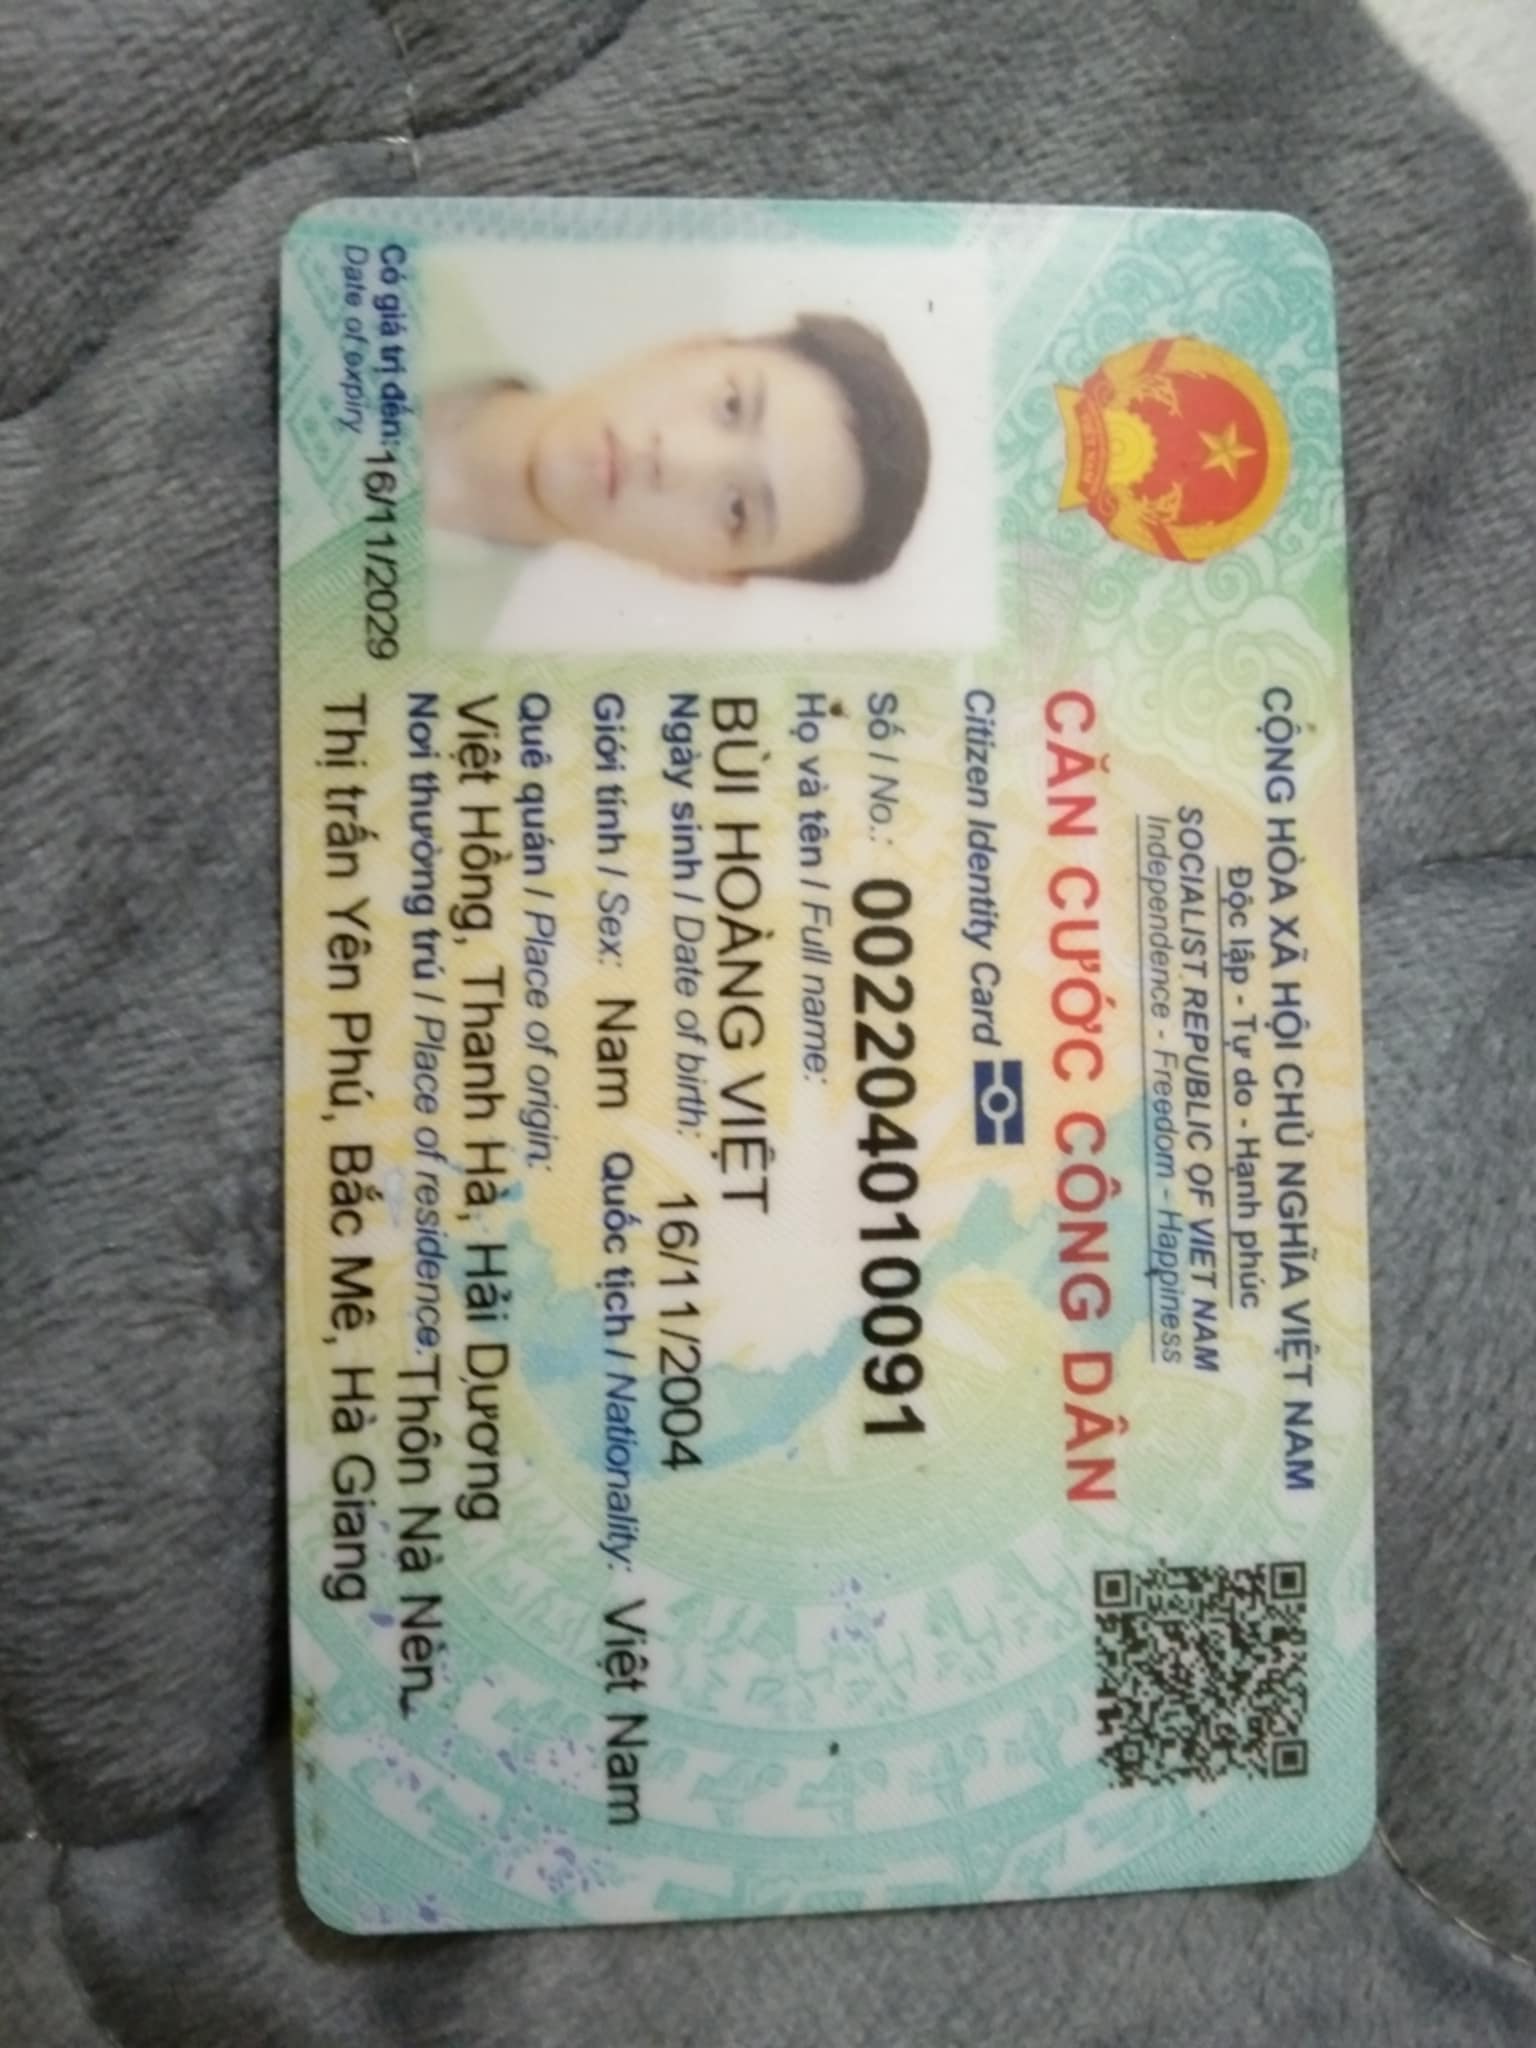 CỘNG HÒA XÃ HỘI CHỦ NGHĨA VIỆT NAM
Độc lập - Tự do - Hạnh phúc
SOCIALIST REPUBLIC OF VIET NAM
Independence - Freedom - Happiness
CĂN CƯỚC CÔNG DÂN
Citizen Identity Card
Số / No.: 002204010091
Họ và tên / Full name:
BÙI HOÀNG VIỆT
Ngày sinh / Date of birth: 16/11/2004
Giới tính / Sex: Nam Quốc tịch / Nationality: Việt Nam
Quê quán / Place of origin:
Việt Hồng, Thanh Hà, Hải Dương
Nơi thường trú / Place of residence: Thôn Nà Nèn
Thị trấn Yên Phú, Bắc Mê, Hà Giang
Có giá trị đến: 16/11/2029
Date of expiry